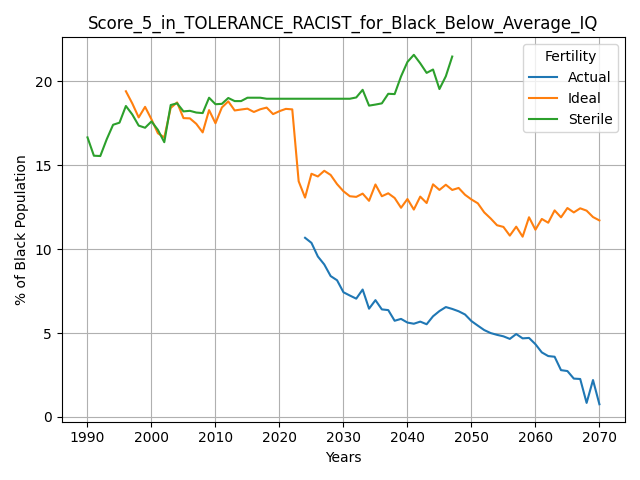 Score_5_in_TOLERANCE_RACIST_for_Black_Below_Average_IQ
Fertility
Actual
Ideal
Sterile
% of Black Population
20
15
10
5
0
1990 2000 2010 2020 2030 2040 2050 2060 2070
Years